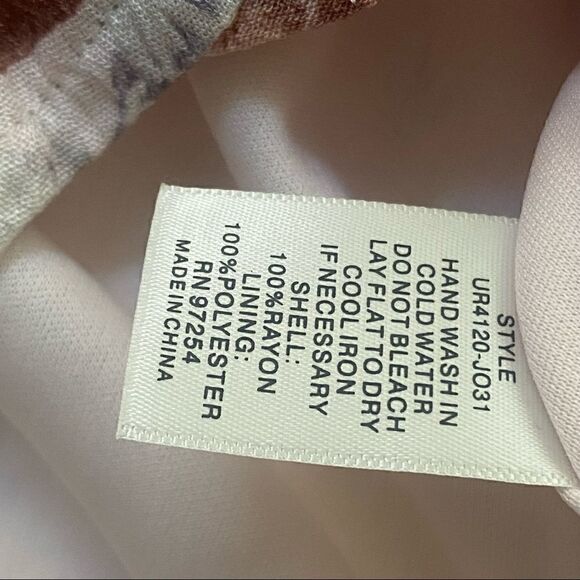 STYLE
UR4120-JO31
HAND WASH IN
COLD WATER
DO NOT BLEACH
LAY FLAT TO DRY
COOL IRON
IF NECESSARY
SHELL:
100%RAYON
LINING:
100%POLYESTER
RN 97254
MADE IN CHINA